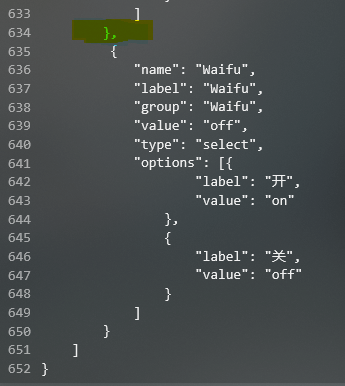 633             ]
634         },
635          {
636             "name": "Waifu",
637             "label": "Waifu",
638             "group": "Waifu",
639             "value": "off",
640             "type": "select",
641             "options": [{
642                     "label": "开",
643                     "value": "on"
644                 },
645                 {
646                     "label": "关",
647                     "value": "off"
648                 }
649             ]
650         }
651     ]
652 }